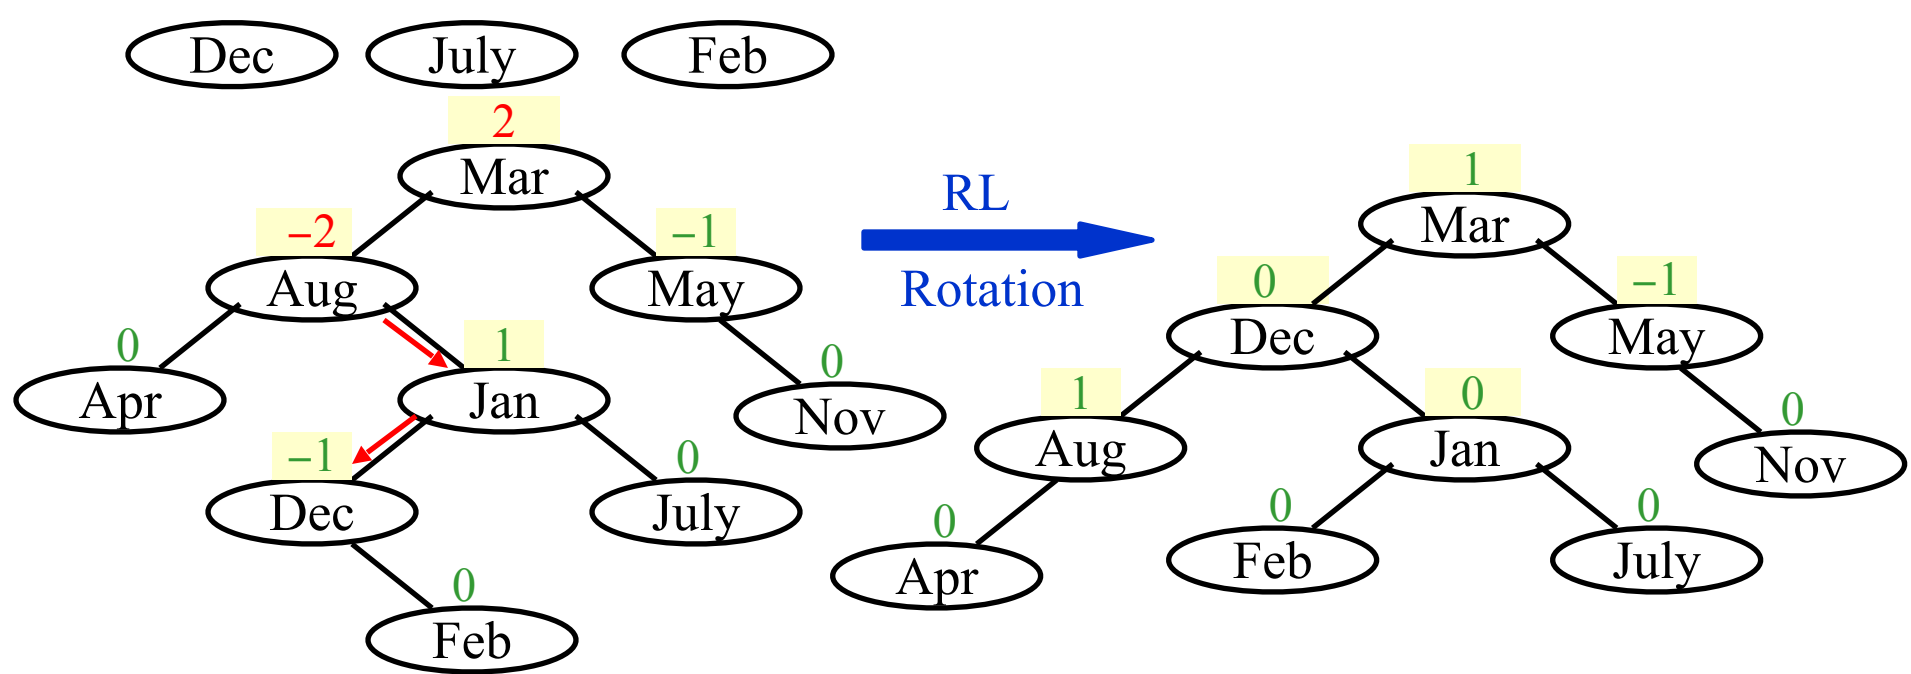 Dec July Feb
2
Mar
1
RL
Mar
−2
−1
Aug
May
Rotation
0
−1
Dec
May
0
1
0
Apr
Jan
Nov
1
0
0
Aug
Jan
Nov
−1
0
Dec
July
0
0
0
Apr
Feb
July
0
Feb